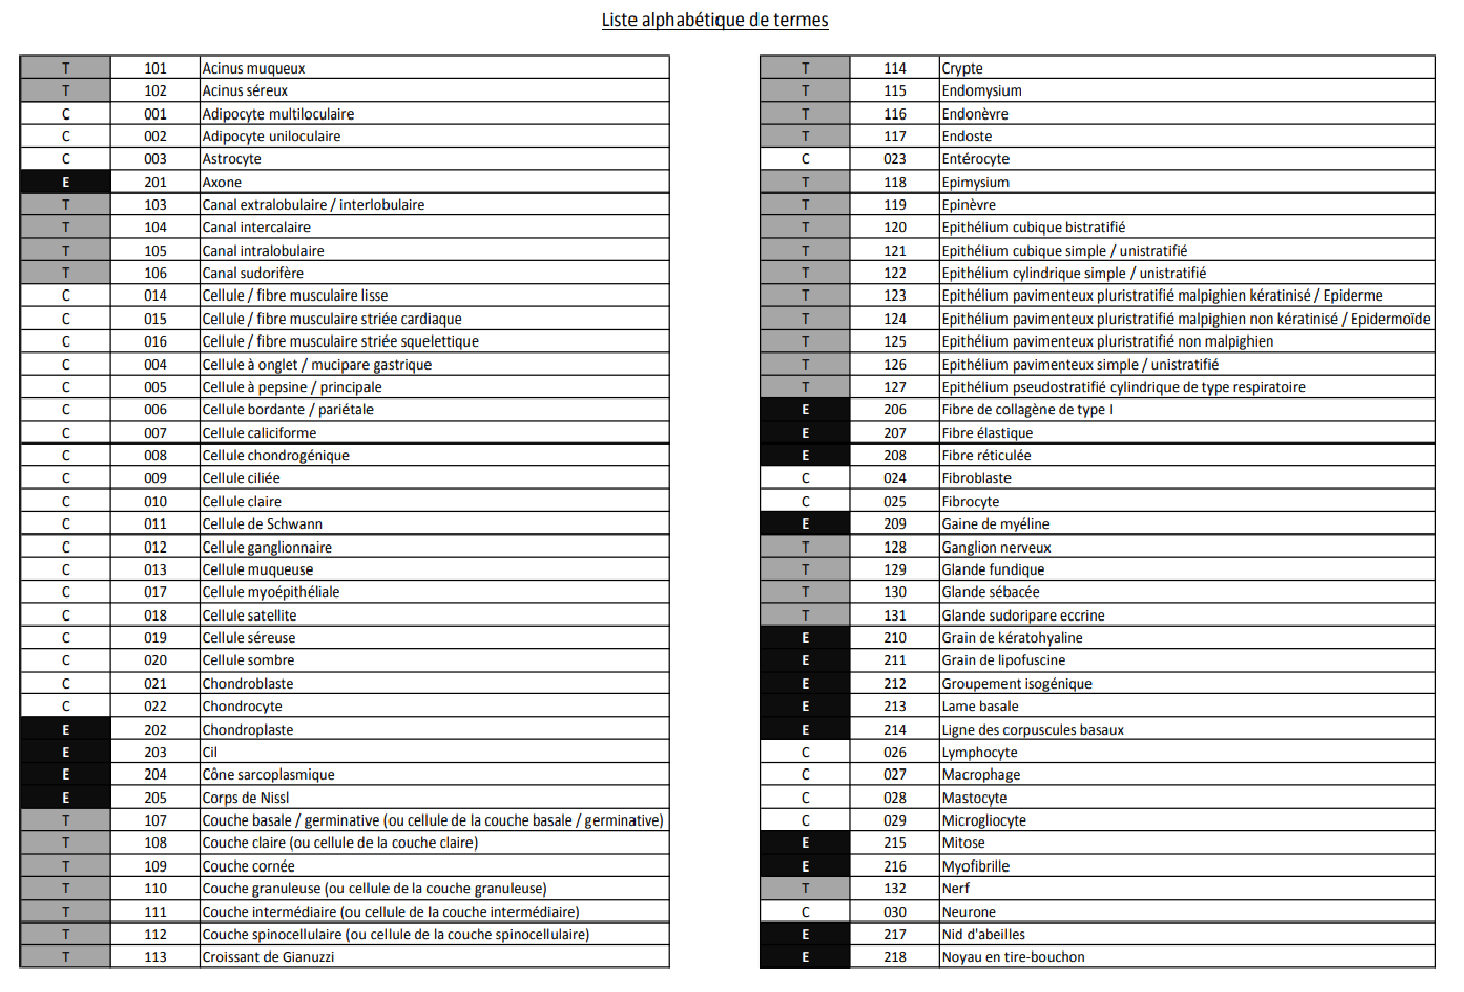 Liste alphabétique de termes
T 101 Acinus muqueux
T 102 Acinus séreux
C 001 Adipocyte multiloculaire
C 002 Adipocyte uniloculaire
C 003 Astrocyte
E 201 Axone
T 103 Canal extralobulaire / interlobulaire
T 104 Canal intercalaire
T 105 Canal intralobulaire
T 106 Canal sudorifère
C 014 Cellule / fibre musculaire lisse
C 015 Cellule / fibre musculaire striée cardiaque
C 016 Cellule / fibre musculaire striée squelettique
C 004 Cellule à onglet / mucipare gastrique
C 005 Cellule à pepsine / principale
C 006 Cellule bordante / pariétale
C 007 Cellule caliciforme
C 008 Cellule chondrogénique
C 009 Cellule ciliée
C 010 Cellule claire
C 011 Cellule de Schwann
C 012 Cellule ganglionnaire
C 013 Cellule muqueuse
C 017 Cellule myoépithéliale
C 018 Cellule satellite
C 019 Cellule séreuse
C 020 Cellule sombre
C 021 Chondroblaste
C 022 Chondrocyte
E 202 Chondroplaste
E 203 Cil
E 204 Cône sarcoplasmique
E 205 Corps de Nissl
T 107 Couche basale / germinative (ou cellule de la couche basale / germinative)
T 108 Couche claire (ou cellule de la couche claire)
T 109 Couche cornée
T 110 Couche granuleuse (ou cellule de la couche granuleuse)
T 111 Couche intermédiaire (ou cellule de la couche intermédiaire)
T 112 Couche spinocellulaire (ou cellule de la couche spinocellulaire)
T 113 Croissant de Gianuzzi
T 114 Crypte
T 115 Endomysium
T 116 Endonèvre
T 117 Endoste
C 023 Entérocyte
T 118 Epimysium
T 119 Epinèvre
T 120 Epithélium cubique bistratifié
T 121 Epithélium cubique simple / unistratifié
T 122 Epithélium cylindrique simple / unistratifié
T 123 Epithélium pavimenteux pluristratifié malpighien kératinisé / Epiderme
T 124 Epithélium pavimenteux pluristratifié malpighien non kératinisé / Epidermoïde
T 125 Epithélium pavimenteux pluristratifié non malpighien
T 126 Epithélium pavimenteux simple / unistratifié
T 127 Epithélium pseudostratifié cylindrique de type respiratoire
E 206 Fibre de collagène de type I
E 207 Fibre élastique
E 208 Fibre réticulée
C 024 Fibroblaste
C 025 Fibrocyte
E 209 Gaine de myéline
T 128 Ganglion nerveux
T 129 Glande fundique
T 130 Glande sébacée
T 131 Glande sudoripare eccrine
E 210 Grain de kératohyaline
E 211 Grain de lipofuscine
E 212 Groupement isogénique
E 213 Lame basale
E 214 Ligne des corpuscules basaux
C 026 Lymphocyte
C 027 Macrophage
C 028 Mastocyte
C 029 Microgliocyte
E 215 Mitose
E 216 Myofibrille
T 132 Nerf
C 030 Neurone
E 217 Nid d'abeilles
E 218 Noyau en tire-bouchon